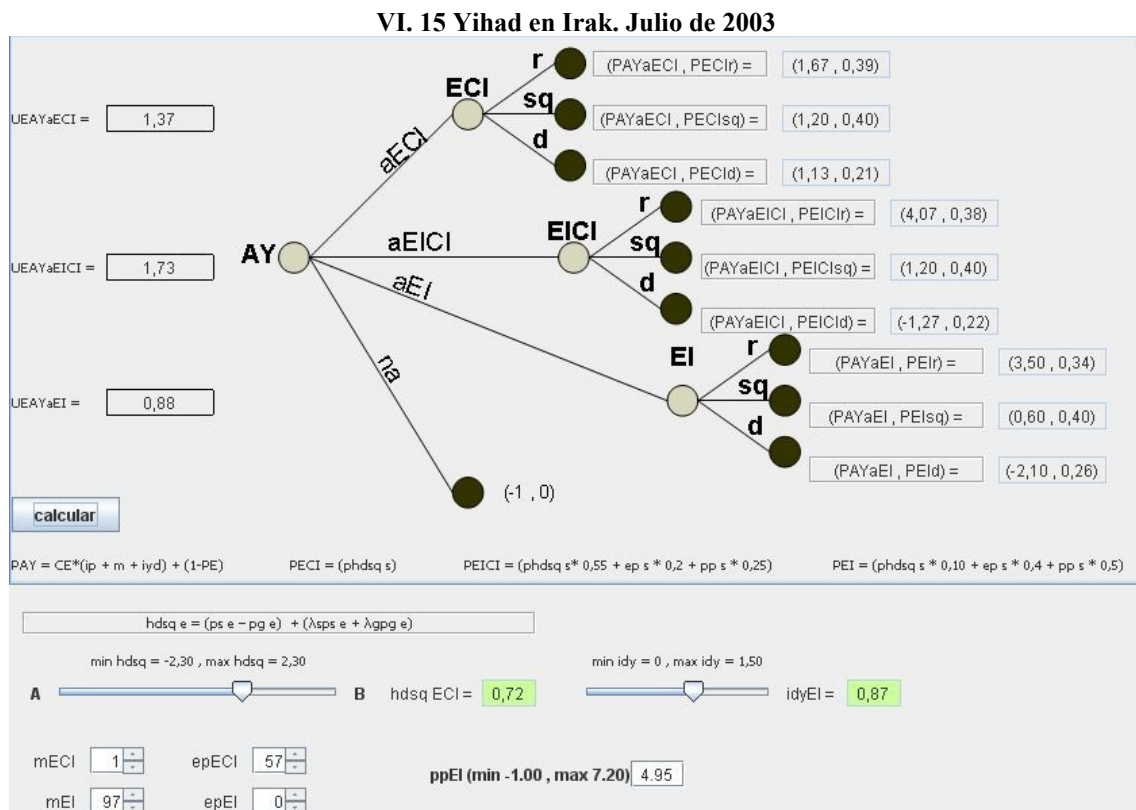 VI. 15 Yihad en Irak. Julio de 2003
r (PAYaECI , PECIr) = (1,67 , 0,39)
ECI
UEAYaECI = 1,37 sq (PAYaECI , PECIsq) = (1,20 , 0,40)
aECI d (PAYaECI , PECId) = (1,13 , 0,21)
r (PAYaEICI , PEICIr) = (4,07 , 0,38)
AY aEICI EICI sq
UEAYaEICI = 1,73 (PAYaEICI , PEICIsq) = (1,20 , 0,40)
aEI d (PAYaEICI , PEICId) = (-1,27 , 0,22)
EI r (PAYaEI , PEIr) = (3,50 , 0,34)
na sq
UEAYaEI = 0,88 (PAYaEI , PEIsq) = (0,60 , 0,40)
d (PAYaEI , PEId) = (-2,10 , 0,26)
(-1 , 0)
calcular
PAY = CE*(ip + m + iyd) + (1-PE) PECI = (phdsq s) PEICI = (phdsq s* 0,55 + ep s * 0,2 + pp s * 0,25) PEI = (phdsq s * 0,10 + ep s * 0,4 + pp s * 0,5)
hdsq e = (ps e – pg e) + (λsps e + λgpg e)
min hdsq = -2,30 , max hdsq = 2,30 min idy = 0 , max idy = 1,50
A B hdsq ECI = 0,72 idyEI = 0,87
mECI 1 epECI 57
ppEI (min -1.00 , max 7.20) 4.95
mEI 97 epEI 0